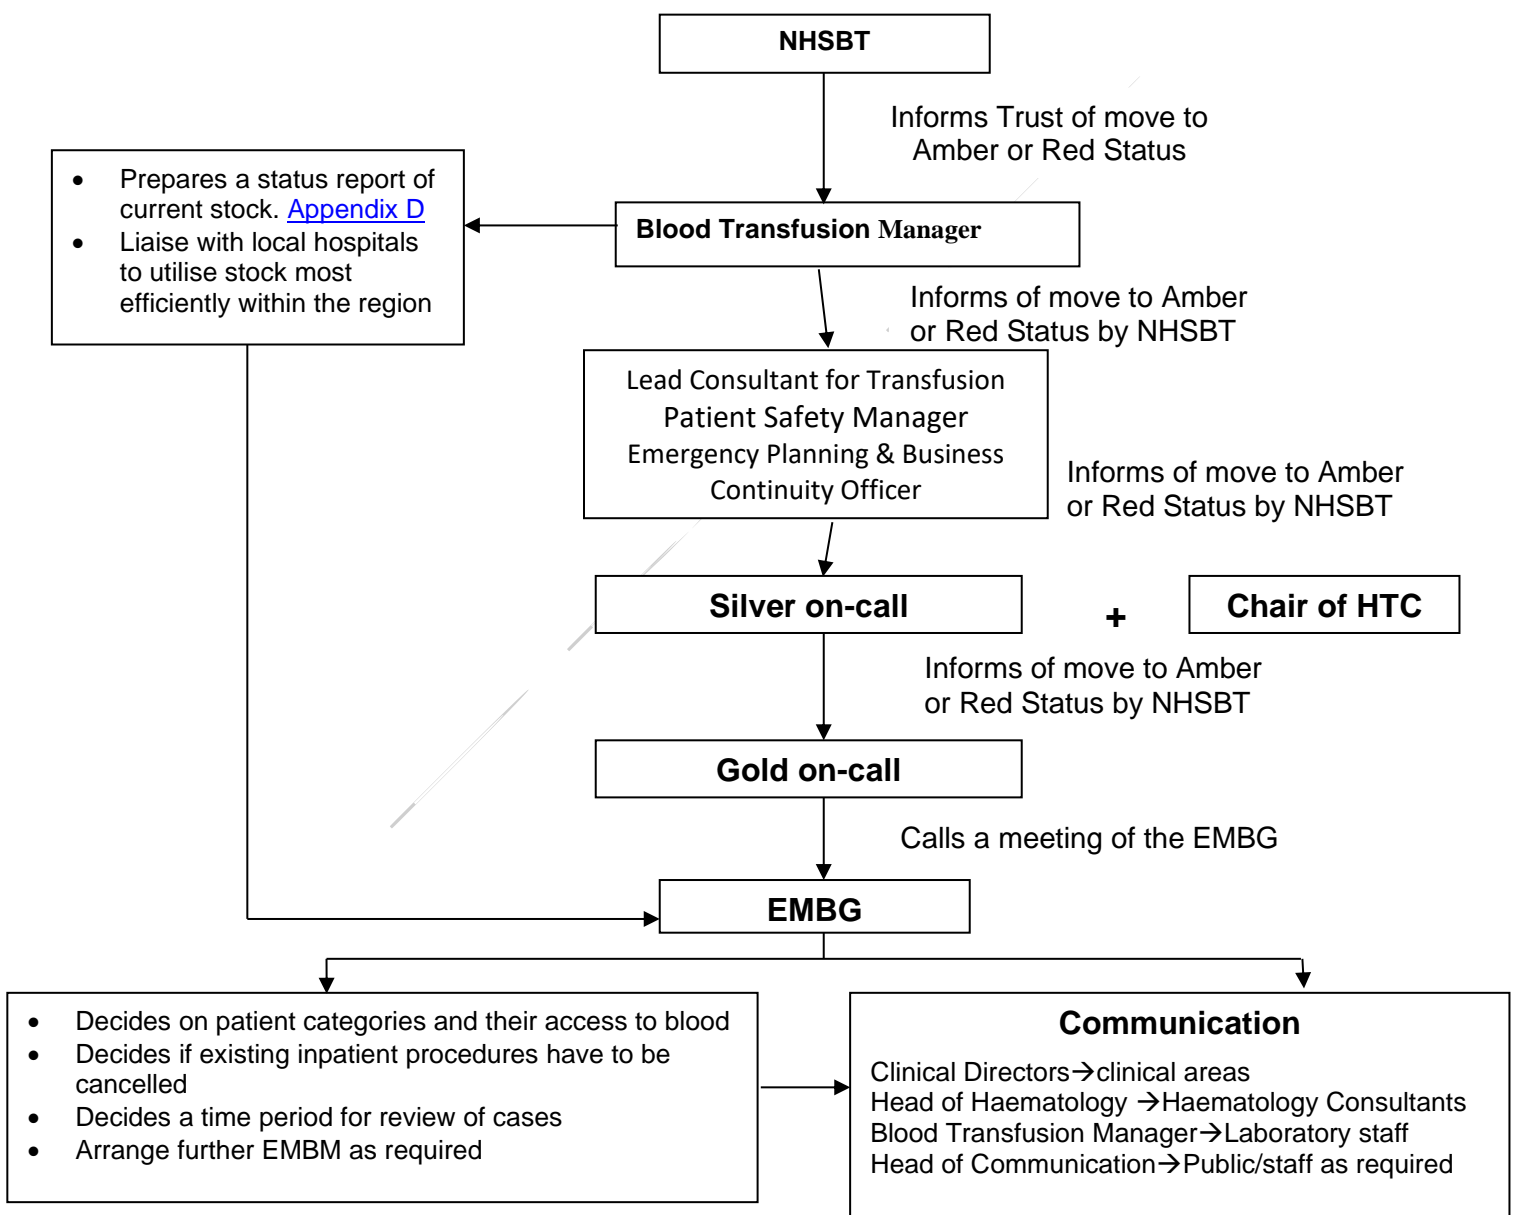 NHSBT
Informs Trust of move to
Amber or Red Status
• Prepares a status report of
current stock. Appendix D
• Liaise with local hospitals
to utilise stock most
efficiently within the region
Blood Transfusion Manager
Informs of move to Amber
or Red Status by NHSBT
Lead Consultant for Transfusion
Patient Safety Manager
Emergency Planning & Business
Continuity Officer
Informs of move to Amber
or Red Status by NHSBT
Silver on-call
+
Chair of HTC
Informs of move to Amber
or Red Status by NHSBT
Gold on-call
Calls a meeting of the EMBG
EMBG
• Decides on patient categories and their access to blood
• Decides if existing inpatient procedures have to be
cancelled
• Decides a time period for review of cases
• Arrange further EMBM as required
Communication
Clinical Directors→clinical areas
Head of Haematology →Haematology Consultants
Blood Transfusion Manager→Laboratory staff
Head of Communication→Public/staff as required